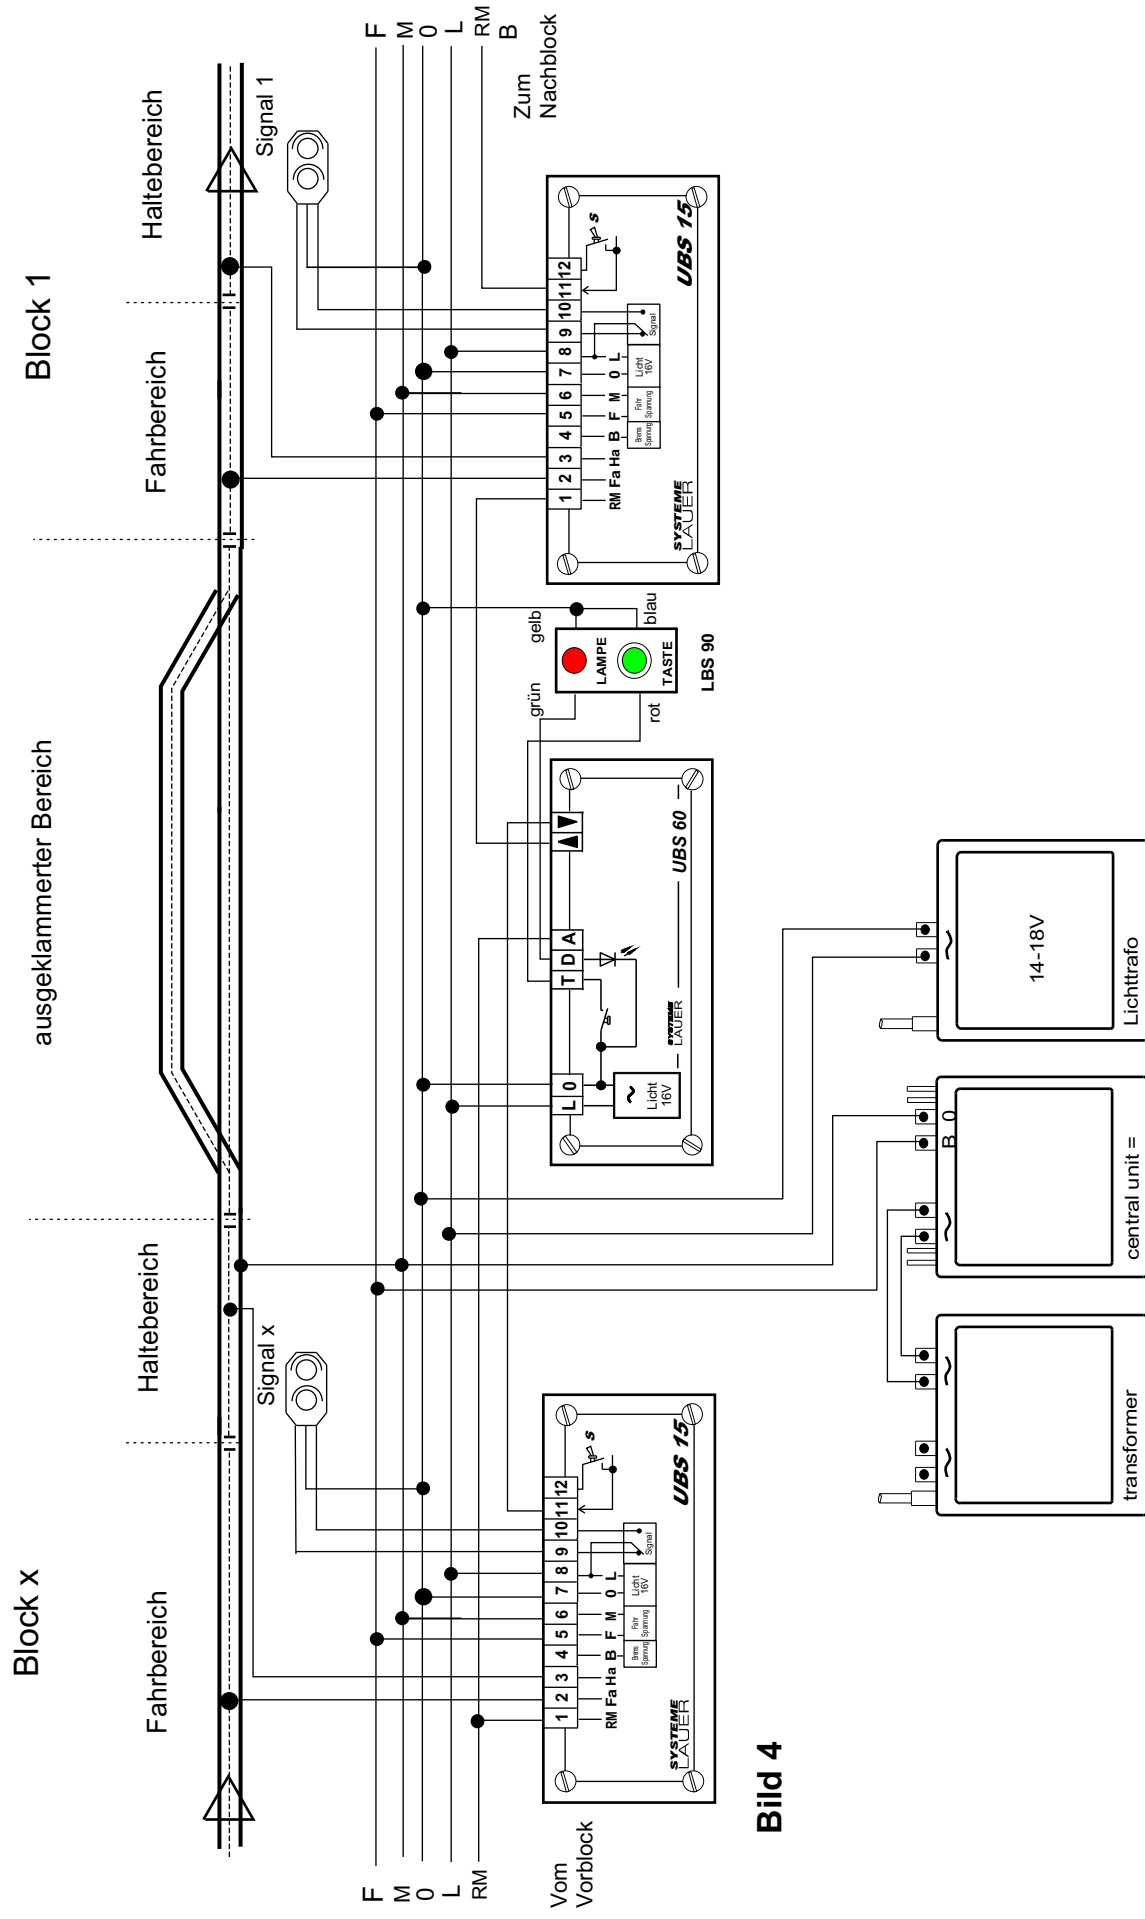 Block x
Block 1
ausgeklammerter Bereich
Fahrbereich
Haltebereich
Fahrbereich
Haltebereich
Signal x
Signal 1
F
M
0
L
RM
F
M
0
L
RM
B
Vom
Vorblock
Zum
Nachblock
1 2 3 4 5 6 7 8 9 10 11 12
RM Fa Ha B F M 0 L
Brems
Spannung
Fahr
Spannung
Licht
16V
Signal
S
SYSTEME
LAUER
UBS 15
L 0 T D A
~
Licht
16V
SYSTEME
LAUER
UBS 60
grün
gelb
LAMPE
TASTE
rot
blau
LBS 90
1 2 3 4 5 6 7 8 9 10 11 12
RM Fa Ha B F M 0 L
Brems
Spannung
Fahr
Spannung
Licht
16V
Signal
S
SYSTEME
LAUER
UBS 15
Bild 4
~ ~
transformer
~ B 0
central unit =
~
14-18V
Lichttrafo